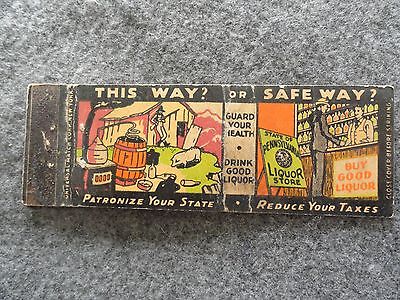 THIS WAY?
OR
SAFE WAY?
GUARD
YOUR
HEALTH
•
DRINK
GOOD
LIQUOR
STATE OF
PENNSYLVANIA
LIQUOR
STORE
BUY
GOOD
LIQUOR
PATRONIZE YOUR STATE
•
REDUCE YOUR TAXES
CLOSE COVER BEFORE STRIKING